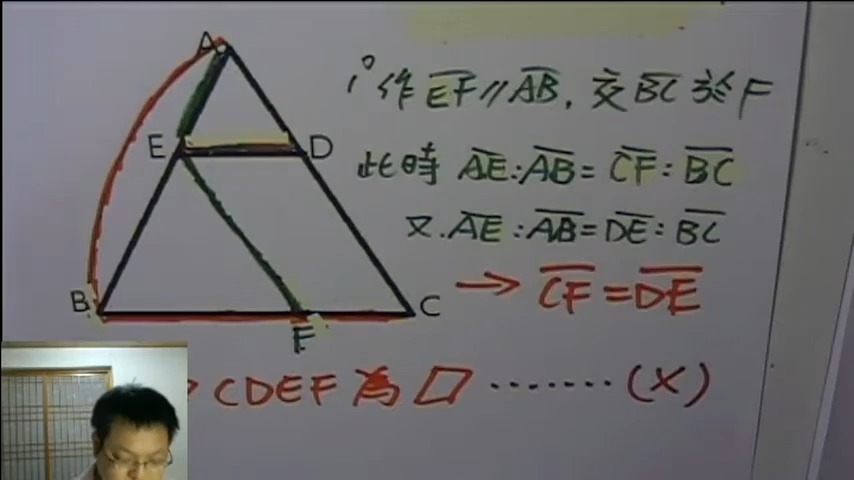 A
i° 作 EF // AB, 交 BC 於 F
E
D
此時 AE:AB= CF:BC
又.AE:AB=DE:BC
B
C
→ CF=DE
F
CDEF 為 ▱ ‥‥‥‥ (X)